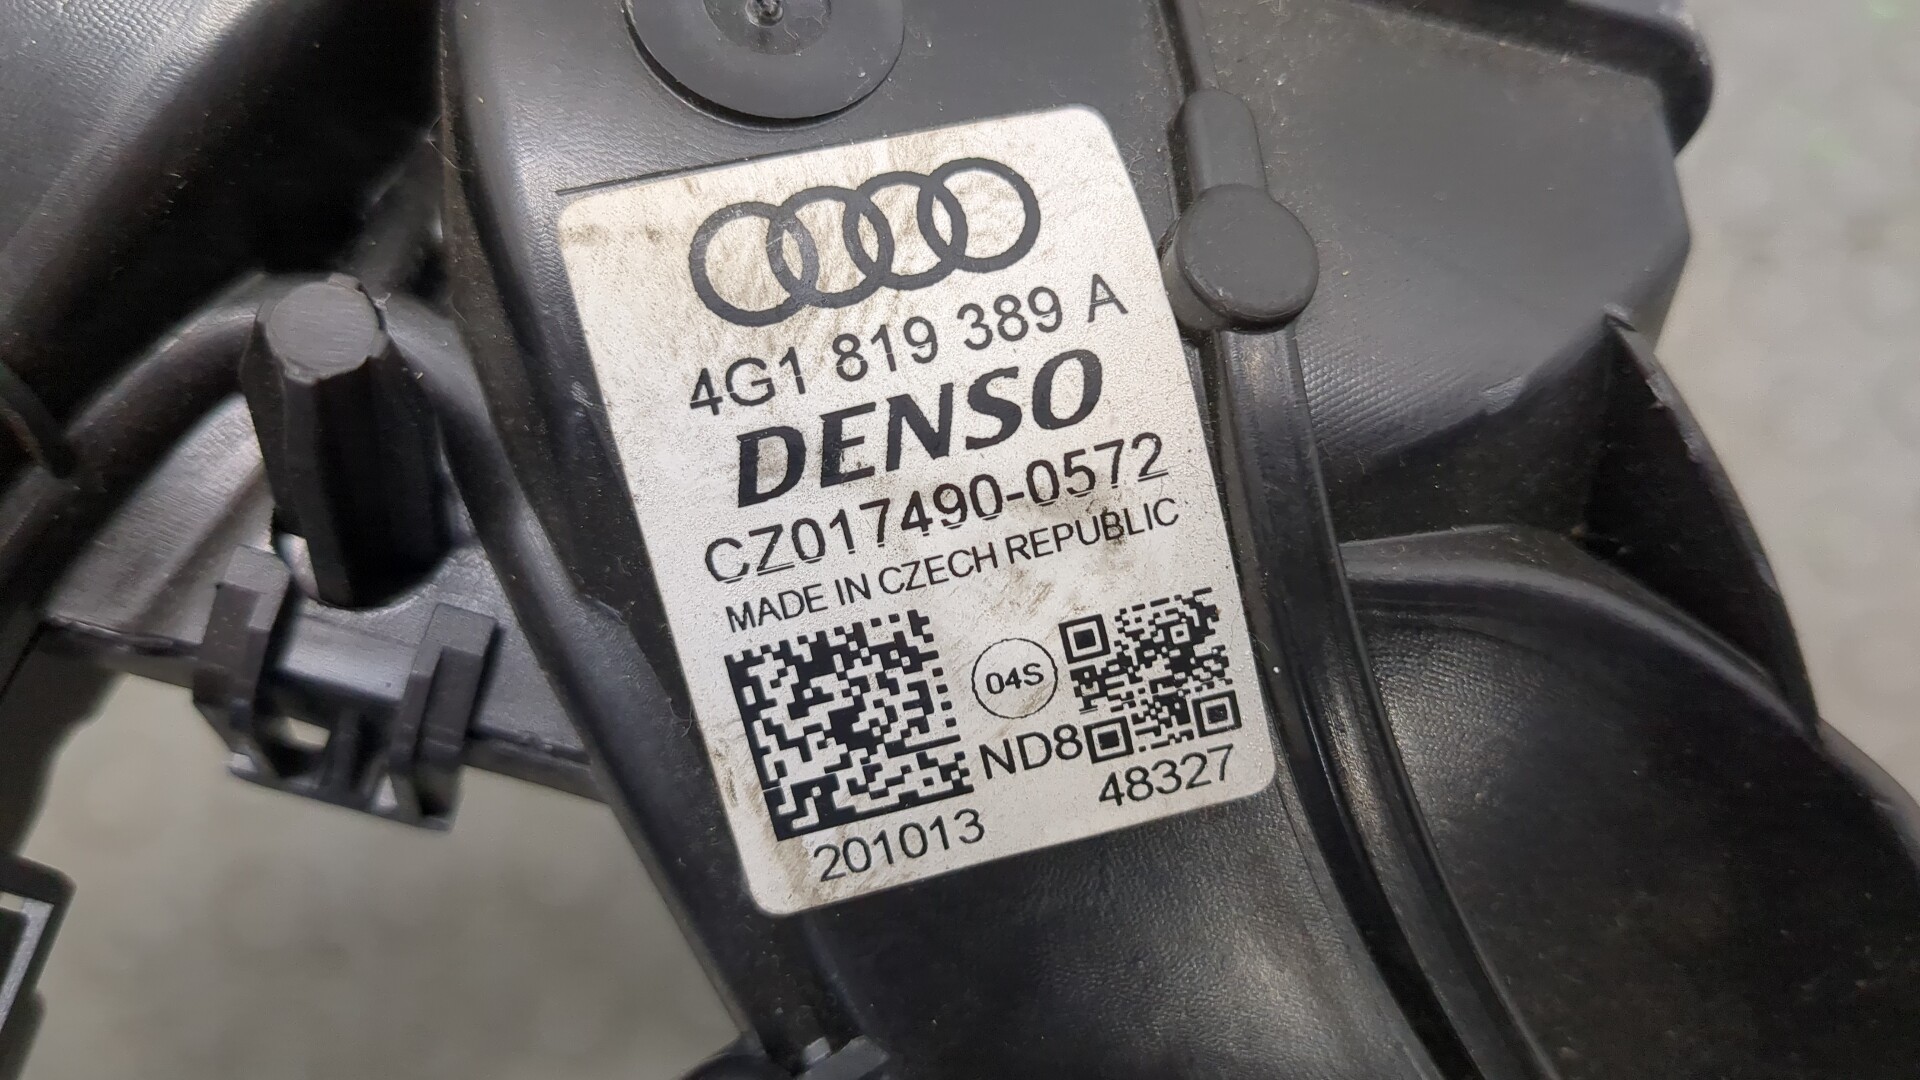 4G1 819 389 A
DENSO
CZ017490-0572
MADE IN CZECH REPUBLIC
04S
ND8
48327
201013